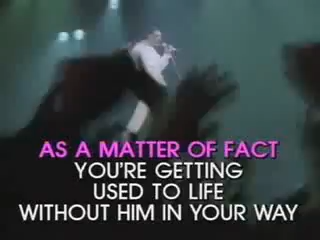 AS A MATTER OF FACT
YOU'RE GETTING
USED TO LIFE
WITHOUT HIM IN YOUR WAY